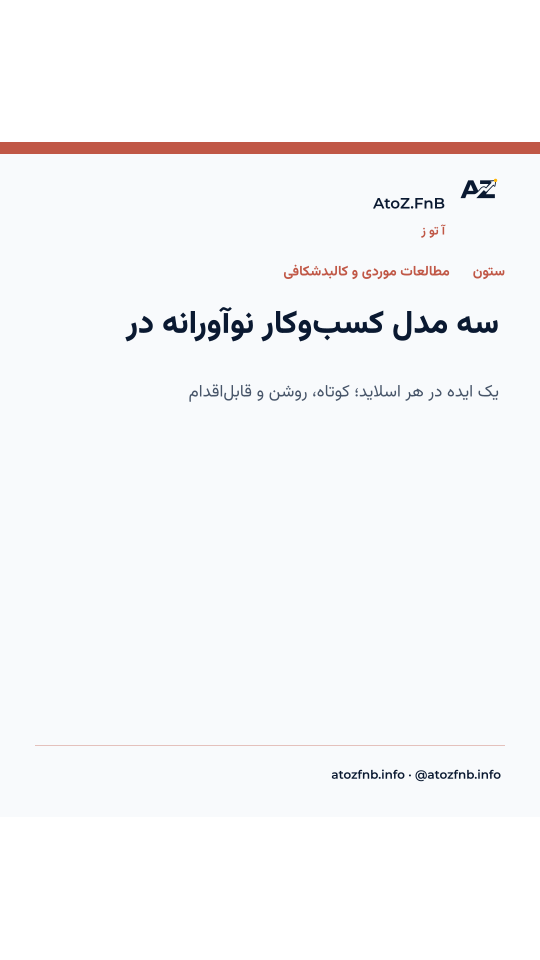 AZ
AtoZ.FnB
آ تو ز
ستون مطالعات موردی و کالبدشکافی
سه مدل کسب‌وکار نوآورانه در
یک ایده در هر اسلاید؛ کوتاه، روشن و قابل‌اقدام
atozfnb.info · @atozfnb.info